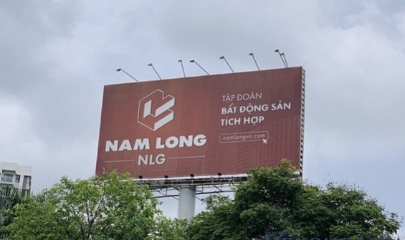 NAM LONG
NLG
TẬP ĐOÀN
BẤT ĐỘNG SẢN
TÍCH HỢP
namlongvn.com